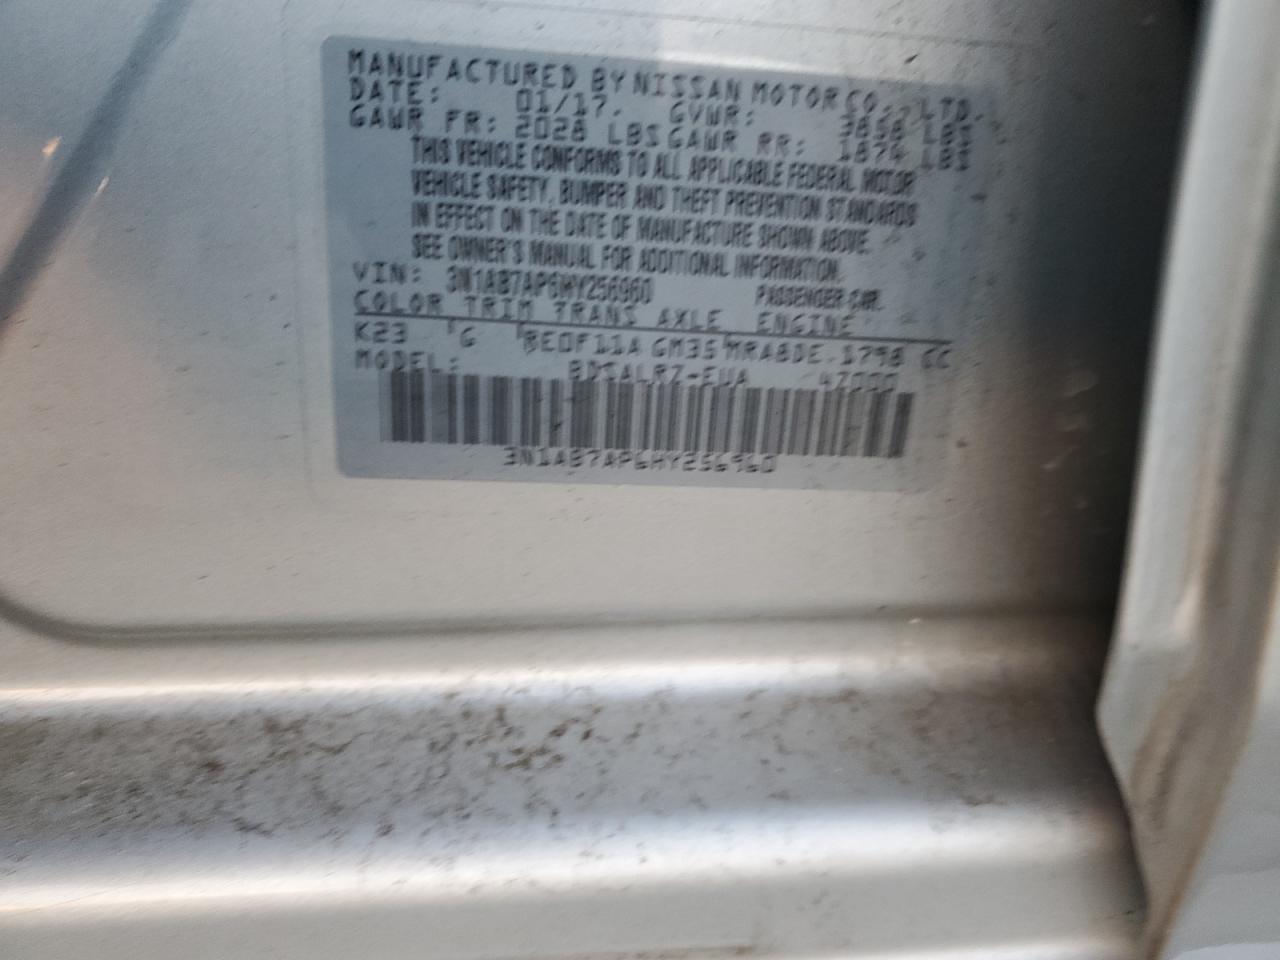 MANUFACTURED BY NISSAN MOTOR CO., LTD.
DATE: 01/17. GVWR: 3858 LBS
GAWR FR: 2028 LBS GAWR RR: 1874 LBS
THIS VEHICLE CONFORMS TO ALL APPLICABLE FEDERAL MOTOR
VEHICLE SAFETY, BUMPER AND THEFT PREVENTION STANDARDS
IN EFFECT ON THE DATE OF MANUFACTURE SHOWN ABOVE.
SEE OWNER'S MANUAL FOR ADDITIONAL INFORMATION.
VIN: 3N1AB7AP6HY256960 PASSENGER CAR.
COLOR TRIM TRANS AXLE ENGINE
K23 G RE0F11A GM35 MRA8DE 1798 CC
MODEL: BDSALRZ-EUA 47000
3N1AB7AP6HY256960